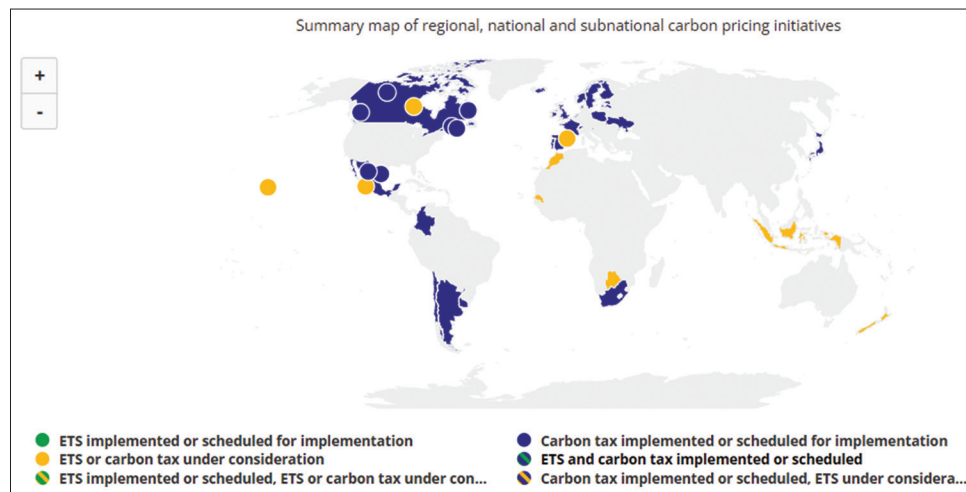 Summary map of regional, national and subnational carbon pricing initiatives
+
-
ETS implemented or scheduled for implementation
Carbon tax implemented or scheduled for implementation
ETS or carbon tax under consideration
ETS and carbon tax implemented or scheduled
ETS implemented or scheduled, ETS or carbon tax under con...
Carbon tax implemented or scheduled, ETS under considera...